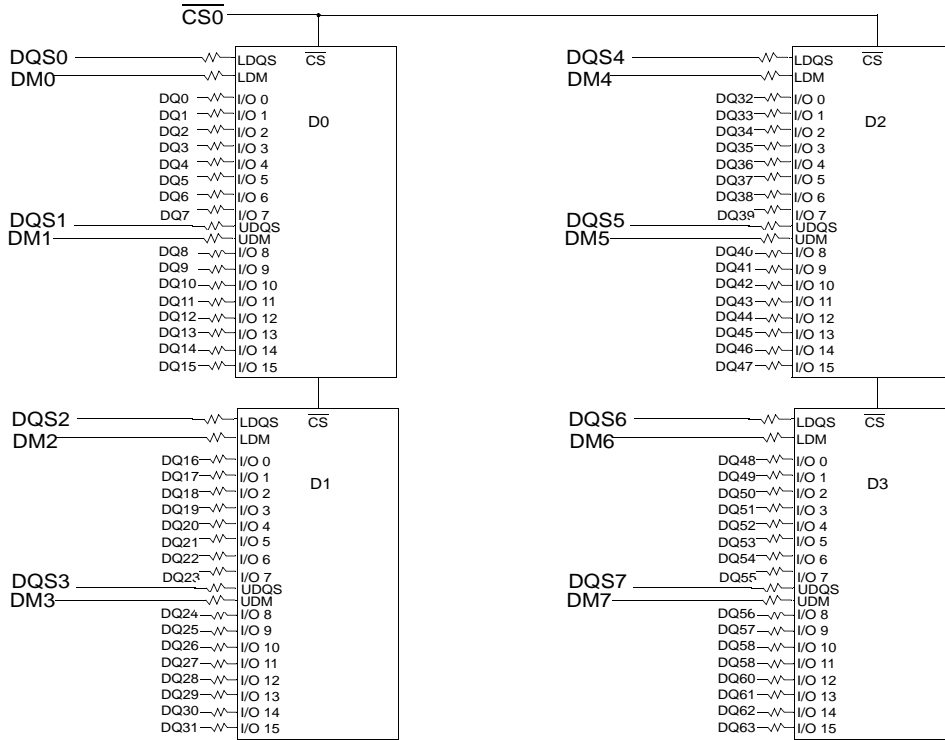 CS0
DQS0 LDQS CS
DM0 LDM
DQ0 I/O 0
DQ1 I/O 1
D0
DQ2 I/O 2
DQ3 I/O 3
DQ4 I/O 4
DQ5 I/O 5
DQ6 I/O 6
DQ7 I/O 7
DQS1 UDQS
DM1 UDM
DQ8 I/O 8
DQ9 I/O 9
DQ10 I/O 10
DQ11 I/O 11
DQ12 I/O 12
DQ13 I/O 13
DQ14 I/O 14
DQ15 I/O 15
DQS4 LDQS CS
DM4 LDM
DQ32 I/O 0
DQ33 I/O 1
D2
DQ34 I/O 2
DQ35 I/O 3
DQ36 I/O 4
DQ37 I/O 5
DQ38 I/O 6
DQ39 I/O 7
DQS5 UDQS
DM5 UDM
DQ40 I/O 8
DQ41 I/O 9
DQ42 I/O 10
DQ43 I/O 11
DQ44 I/O 12
DQ45 I/O 13
DQ46 I/O 14
DQ47 I/O 15
DQS2 LDQS CS
DM2 LDM
DQ16 I/O 0
DQ17 I/O 1
D1
DQ18 I/O 2
DQ19 I/O 3
DQ20 I/O 4
DQ21 I/O 5
DQ22 I/O 6
DQ23 I/O 7
DQS3 UDQS
DM3 UDM
DQ24 I/O 8
DQ25 I/O 9
DQ26 I/O 10
DQ27 I/O 11
DQ28 I/O 12
DQ29 I/O 13
DQ30 I/O 14
DQ31 I/O 15
DQS6 LDQS CS
DM6 LDM
DQ48 I/O 0
DQ49 I/O 1
D3
DQ50 I/O 2
DQ51 I/O 3
DQ52 I/O 4
DQ53 I/O 5
DQ54 I/O 6
DQ55 I/O 7
DQS7 UDQS
DM7 UDM
DQ56 I/O 8
DQ57 I/O 9
DQ58 I/O 10
DQ58 I/O 11
DQ60 I/O 12
DQ61 I/O 13
DQ62 I/O 14
DQ63 I/O 15